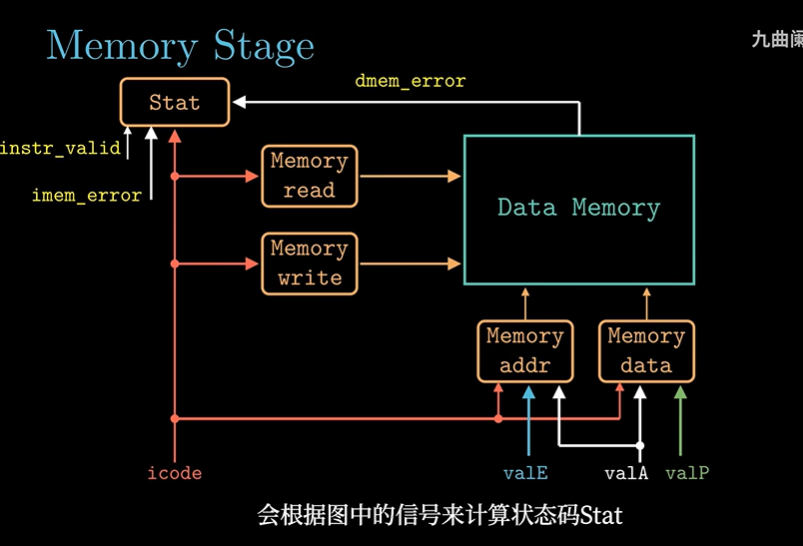 Memory Stage
九曲阑
dmem_error
Stat
instr_valid
imem_error
Memory
read
Data Memory
Memory
write
Memory
addr
Memory
data
icode
valE
valA
valP
会根据图中的信号来计算状态码Stat